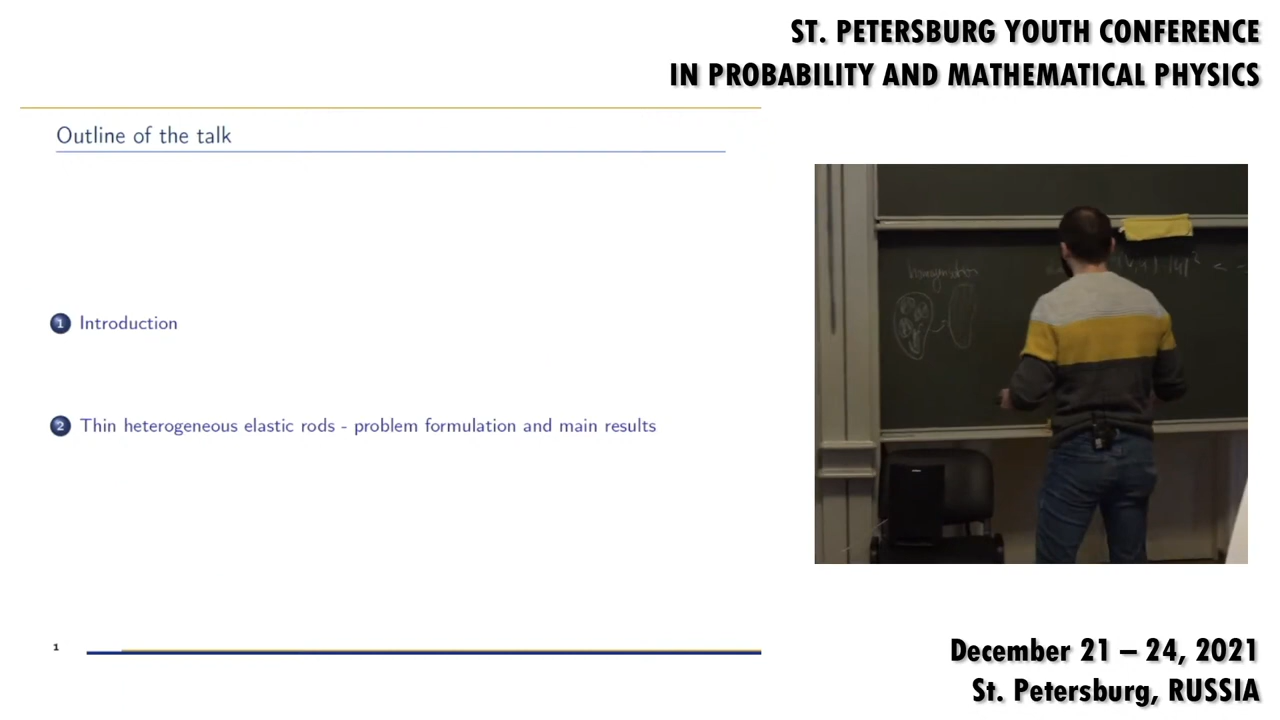 ST. PETERSBURG YOUTH CONFERENCE
IN PROBABILITY AND MATHEMATICAL PHYSICS
Outline of the talk
1 Introduction
2 Thin heterogeneous elastic rods - problem formulation and main results
1
December 21 – 24, 2021
St. Petersburg, RUSSIA